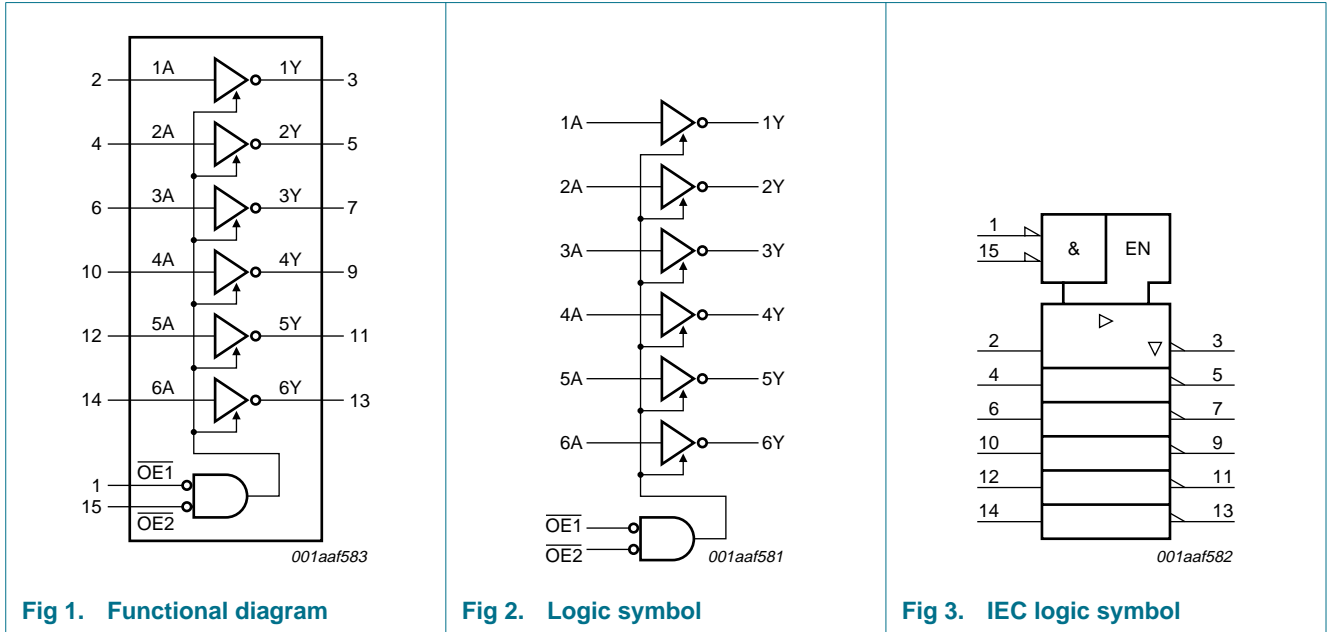 2 1A 1Y 3
4 2A 2Y 5
6 3A 3Y 7
10 4A 4Y 9
12 5A 5Y 11
14 6A 6Y 13
1 OE1
15 OE2
001aaf583
Fig 1. Functional diagram
1A 1Y
2A 2Y
3A 3Y
4A 4Y
5A 5Y
6A 6Y
OE1
OE2
001aaf581
Fig 2. Logic symbol
1
15
& EN
2 3
4 5
6 7
10 9
12 11
14 13
001aaf582
Fig 3. IEC logic symbol